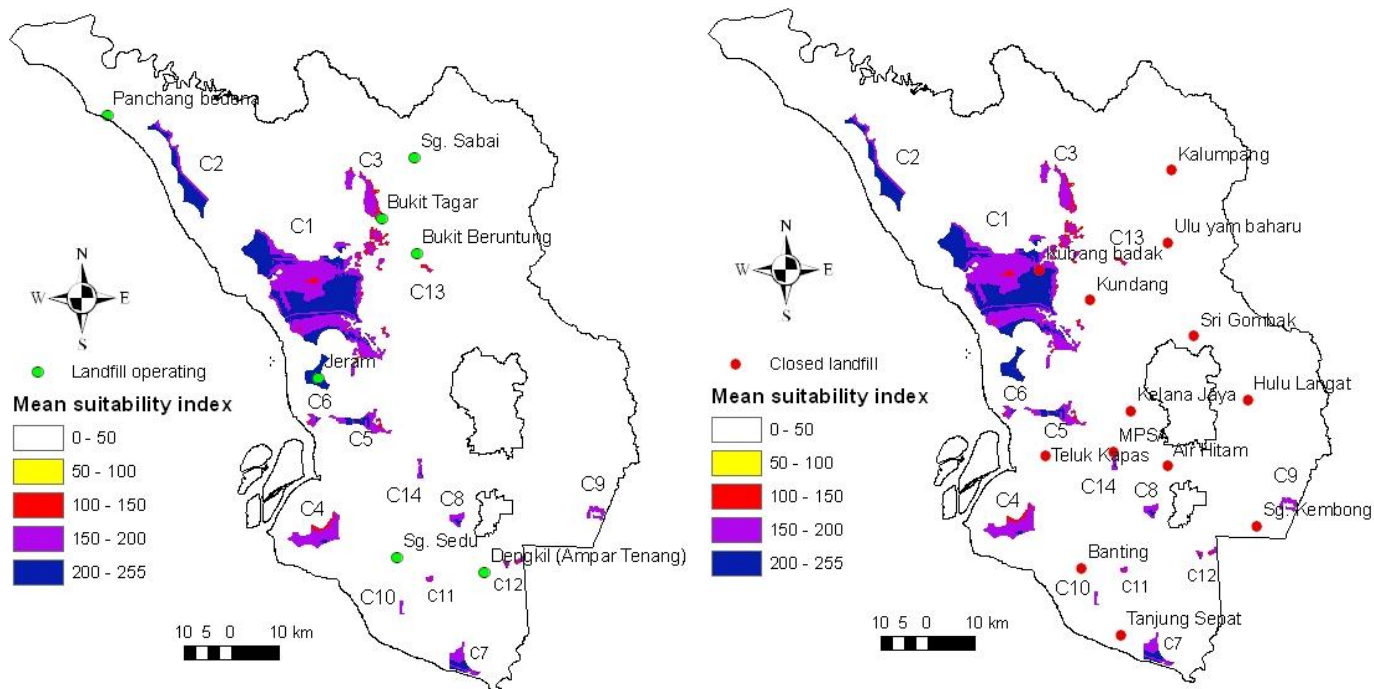 Panchang bedena
C2
C3
Sg. Sabai
Bukit Tagar
C1
Bukit Beruntung
C13
N
W
E
S
Landfill operating
Jeram
Mean suitability index
0 - 50
50 - 100
100 - 150
150 - 200
200 - 255
C6
C5
C14
C8
C9
C4
Sg. Sedu
Dengkil (Ampar Tenang)
C12
C11
C10
C7
10 5 0 10 km
C2
C3
Kalumpang
C1
C13
Ulu yam baharu
Kubang badak
Kundang
N
W
E
S
Sri Gombak
Closed landfill
Hulu Langat
Mean suitability index
0 - 50
50 - 100
100 - 150
150 - 200
200 - 255
C6
Kelana Jaya
C5
MPSA
Teluk Kapas
Air Hitam
C14
C8
C9
C4
Sg. Kembong
Banting
C12
C11
C10
Tanjung Sepat
C7
10 5 0 10 km